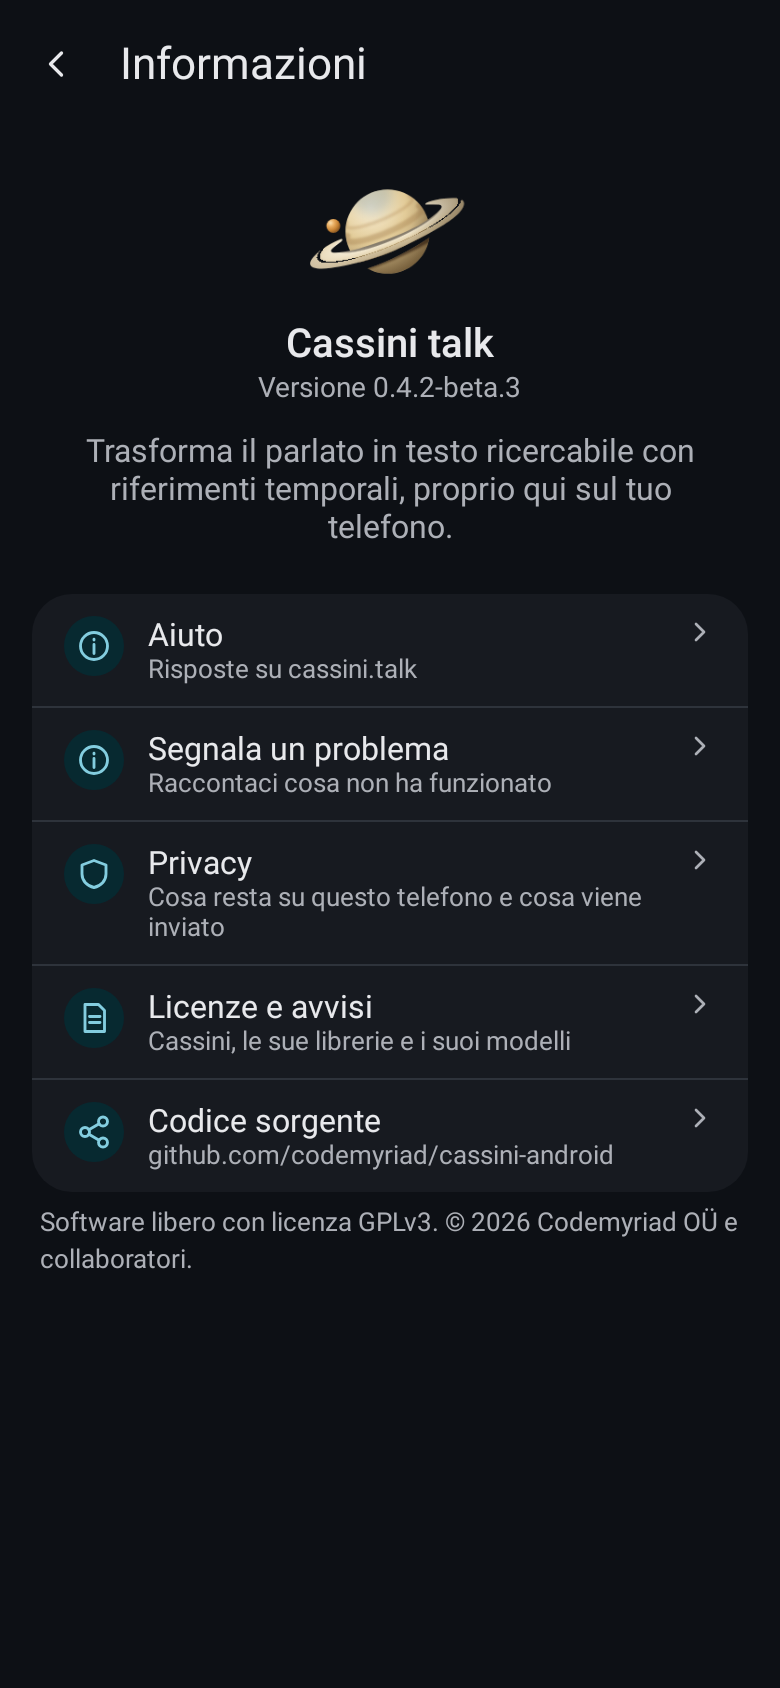 Informazioni
Cassini talk
Versione 0.4.2-beta.3
Trasforma il parlato in testo ricercabile con
riferimenti temporali, proprio qui sul tuo
telefono.
Aiuto
Risposte su cassini.talk
Segnala un problema
Raccontaci cosa non ha funzionato
Privacy
Cosa resta su questo telefono e cosa viene
inviato
Licenze e avvisi
Cassini, le sue librerie e i suoi modelli
Codice sorgente
github.com/codemyriad/cassini-android
Software libero con licenza GPLv3. © 2026 Codemyriad OÜ e
collaboratori.